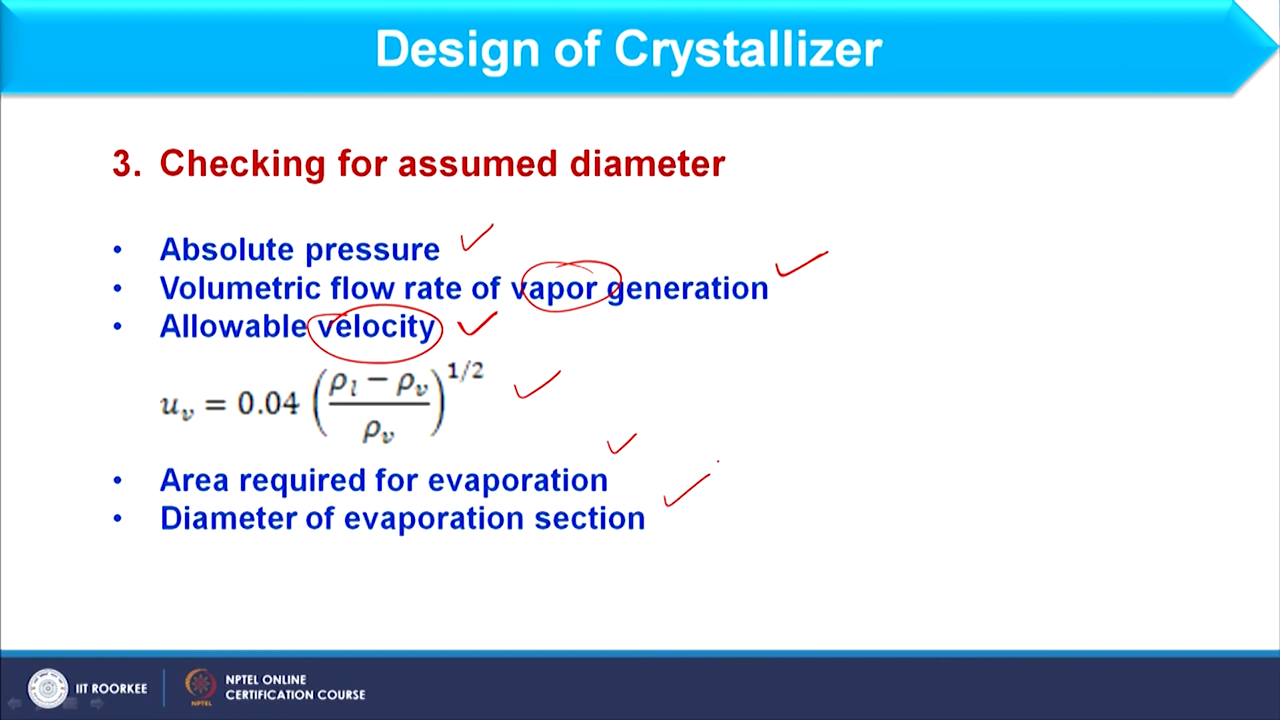 Design of Crystallizer
3. Checking for assumed diameter
• Absolute pressure
• Volumetric flow rate of vapor generation
• Allowable velocity
u_v = 0.04 ((ρ_l − ρ_v)/ρ_v)^{1/2}
• Area required for evaporation
• Diameter of evaporation section
IIT ROORKEE
NPTEL
NPTEL ONLINE
CERTIFICATION COURSE